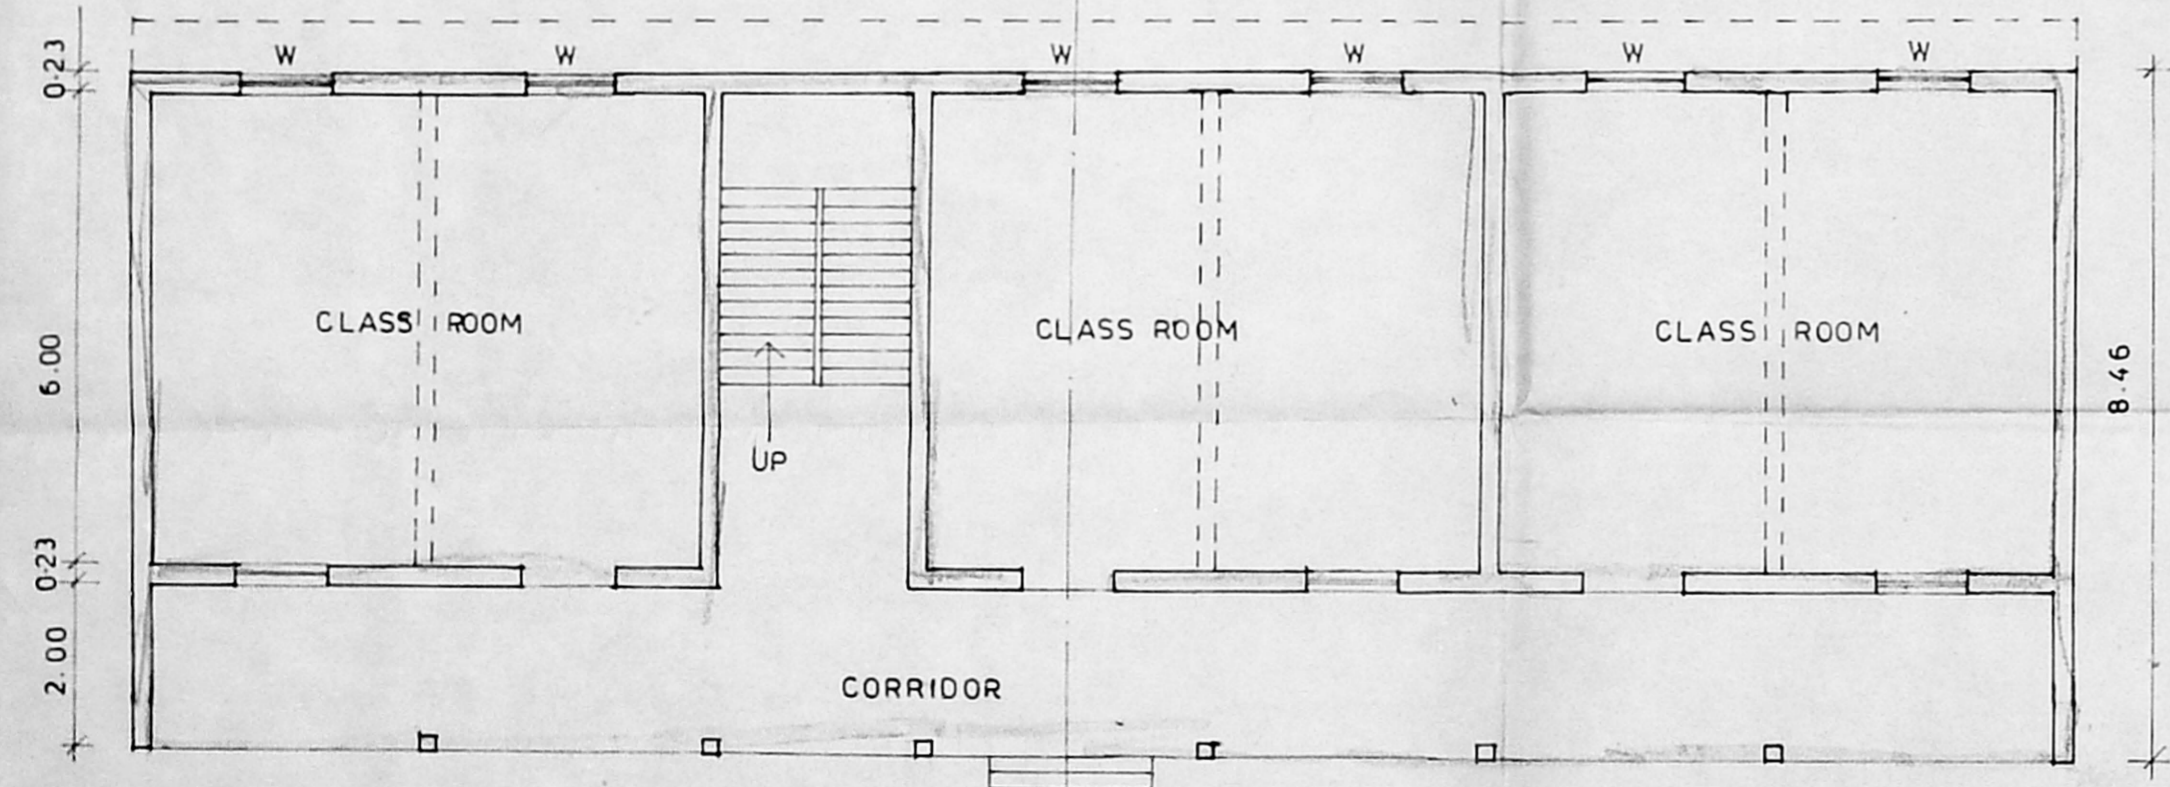 W W W W W W
0.23
6.00
CLASS ROOM
CLASS ROOM
CLASS ROOM
8.46
UP
0.23
2.00
CORRIDOR